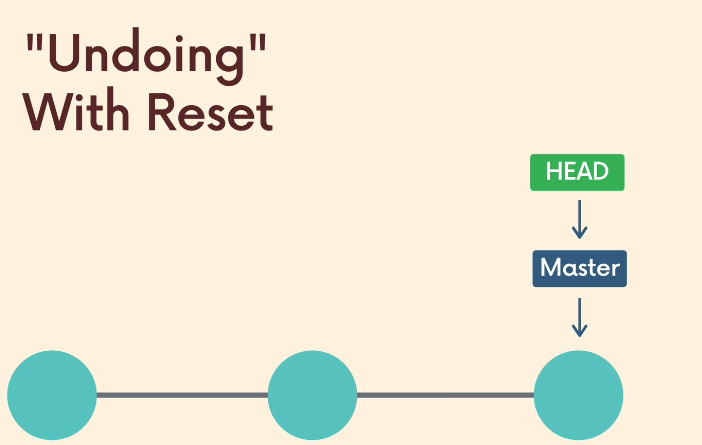 "Undoing"
With Reset
HEAD
Master